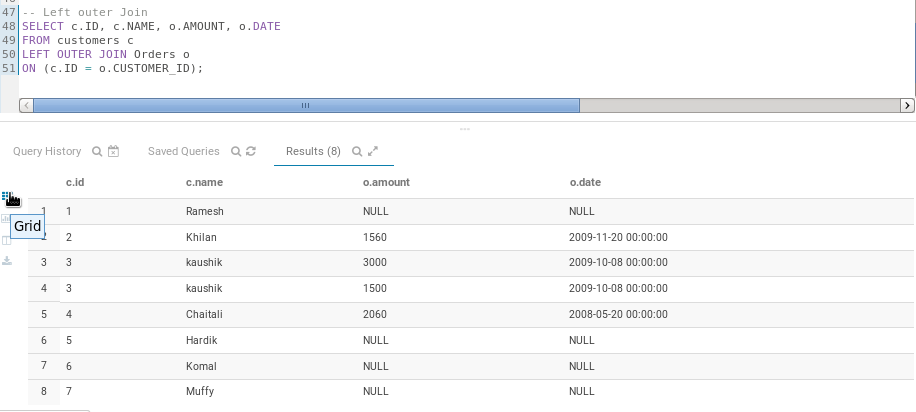 47 -- Left outer Join
48 SELECT c.ID, c.NAME, o.AMOUNT, o.DATE
49 FROM customers c
50 LEFT OUTER JOIN Orders o
51 ON (c.ID = o.CUSTOMER_ID);
Query History Saved Queries Results (8)
c.id c.name o.amount o.date
1 1 Ramesh NULL NULL
Grid
2 2 Khilan 1560 2009-11-20 00:00:00
3 3 kaushik 3000 2009-10-08 00:00:00
4 3 kaushik 1500 2009-10-08 00:00:00
5 4 Chaitali 2060 2008-05-20 00:00:00
6 5 Hardik NULL NULL
7 6 Komal NULL NULL
8 7 Muffy NULL NULL